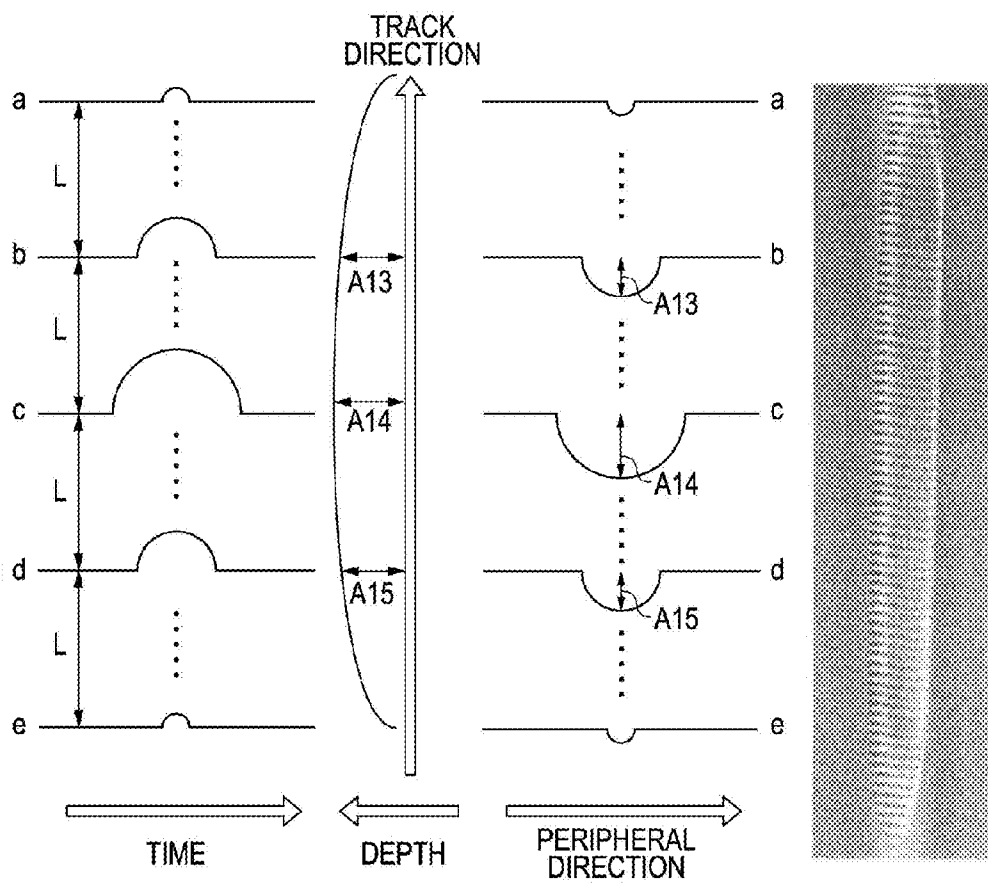 TRACK
DIRECTION
a
a
L
b
b
A13
A13
L
c
c
A14
A14
L
d
d
A15
A15
L
e
e
TIME
DEPTH
PERIPHERAL
DIRECTION